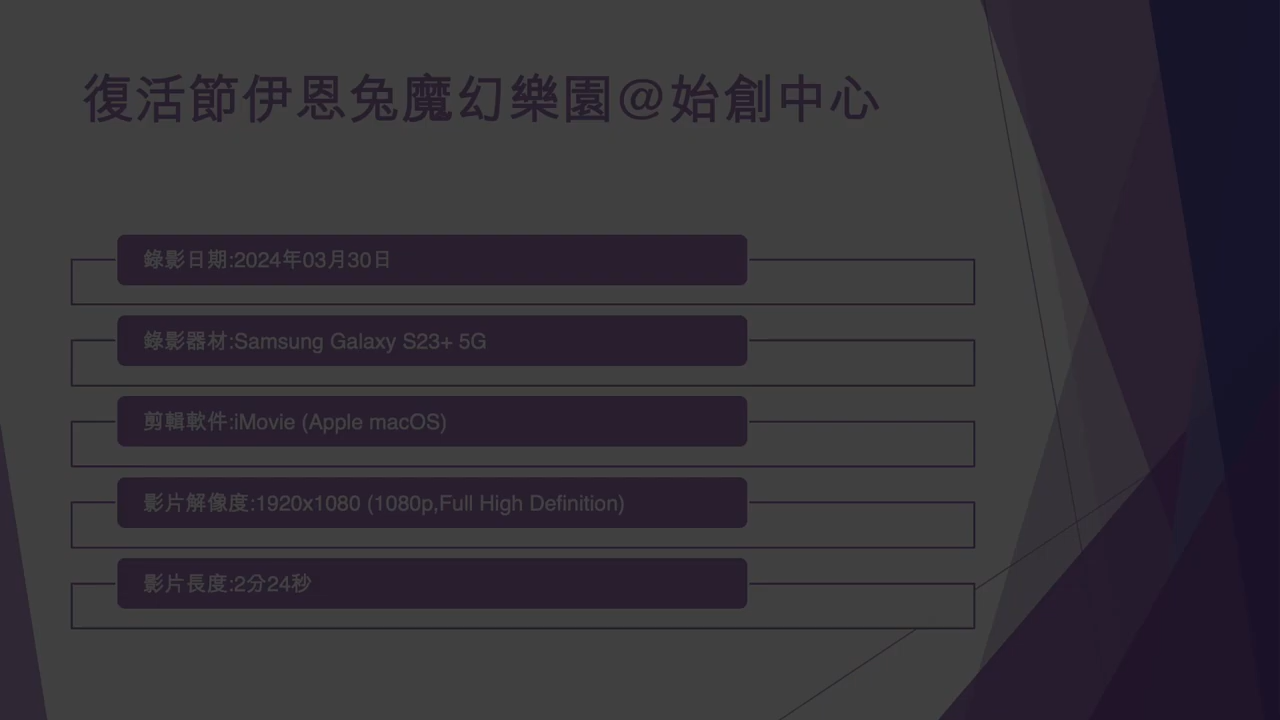 復活節伊恩兔魔幻樂園@始創中心
錄影日期:2024年03月30日
錄影器材:Samsung Galaxy S23+ 5G
剪輯軟件:iMovie (Apple macOS)
影片解像度:1920x1080 (1080p,Full High Definition)
影片長度:2分24秒